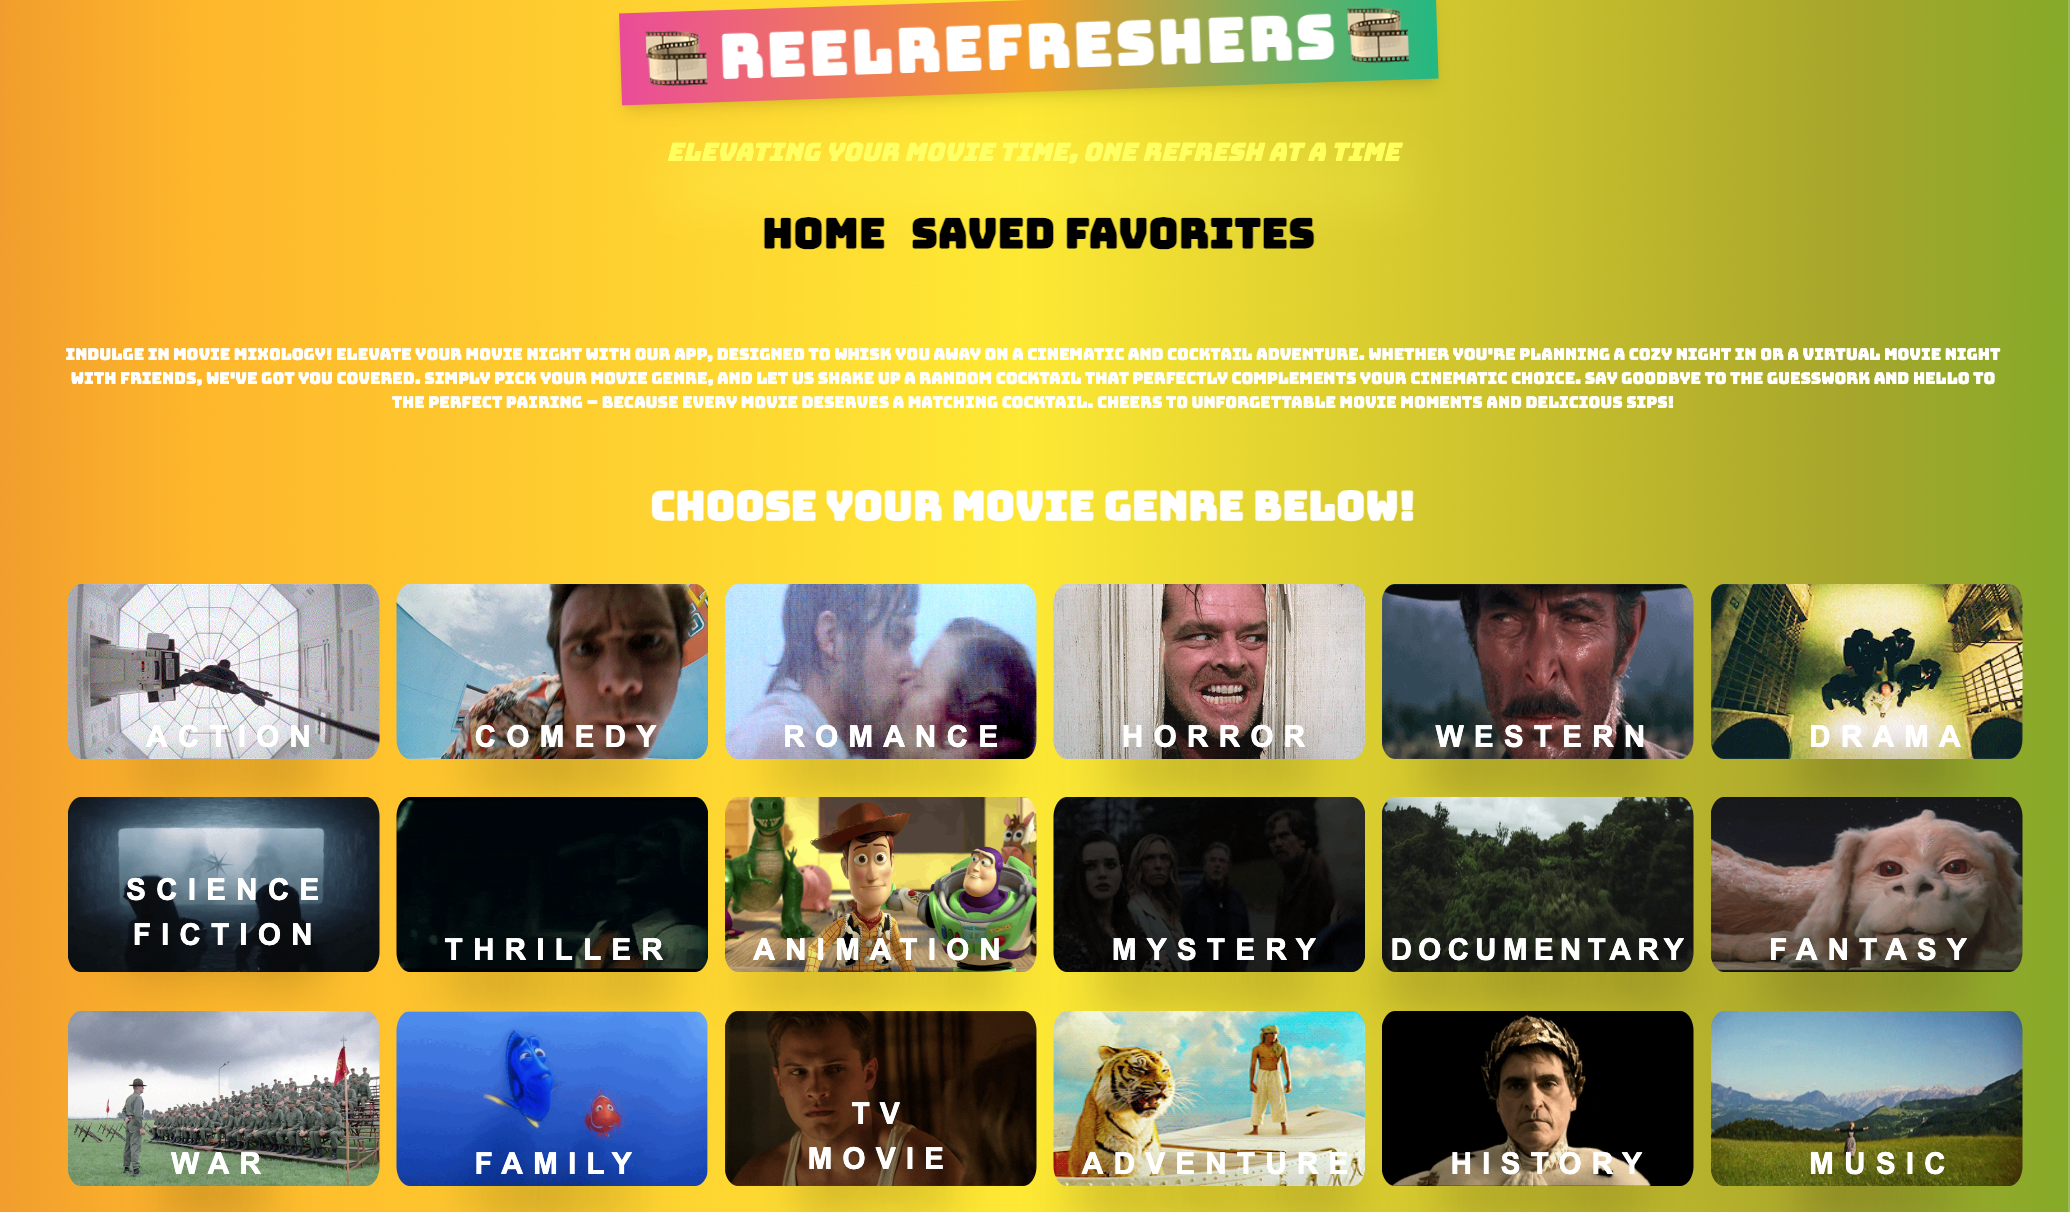 REELREFRESHERS
ELEVATING YOUR MOVIE TIME, ONE REFRESH AT A TIME
HOME SAVED FAVORITES
INDULGE IN MOVIE MIXOLOGY! ELEVATE YOUR MOVIE NIGHT WITH OUR APP, DESIGNED TO WHISK YOU AWAY ON A CINEMATIC AND COCKTAIL ADVENTURE. WHETHER YOU'RE PLANNING A COZY NIGHT IN OR A VIRTUAL MOVIE NIGHT
WITH FRIENDS, WE'VE GOT YOU COVERED. SIMPLY PICK YOUR MOVIE GENRE, AND LET US SHAKE UP A RANDOM COCKTAIL THAT PERFECTLY COMPLEMENTS YOUR CINEMATIC CHOICE. SAY GOODBYE TO THE GUESSWORK AND HELLO TO
THE PERFECT PAIRING – BECAUSE EVERY MOVIE DESERVES A MATCHING COCKTAIL. CHEERS TO UNFORGETTABLE MOVIE MOMENTS AND DELICIOUS SIPS!
CHOOSE YOUR MOVIE GENRE BELOW!
ACTION
COMEDY
ROMANCE
HORROR
WESTERN
DRAMA
SCIENCE
FICTION
THRILLER
ANIMATION
MYSTERY
DOCUMENTARY
FANTASY
WAR
FAMILY
TV
MOVIE
ADVENTURE
HISTORY
MUSIC